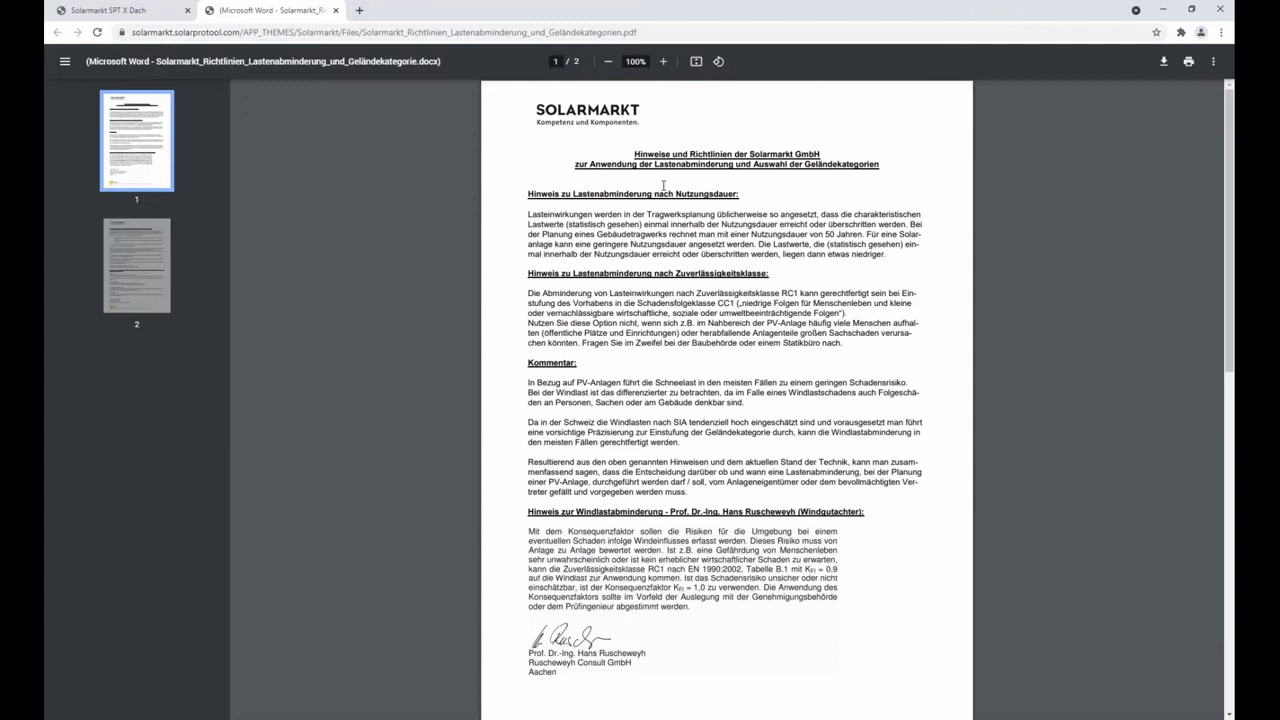 Solarmarkt SPT X Dach
(Microsoft Word - Solarmarkt_Ri
solarmarkt.solarprotool.com/APP_THEMES/Solarmarkt/Files/Solarmarkt_Richtlinien_Lastenabminderung_und_Geländekategorien.pdf
(Microsoft Word - Solarmarkt_Richtlinien_Lastenabminderung_und_Geländekategorie.docx)
1 / 2
100%
1
2
SOLARMARKT
Kompetenz und Komponenten.
Hinweise und Richtlinien der Solarmarkt GmbH
zur Anwendung der Lastenabminderung und Auswahl der Geländekategorien
Hinweis zu Lastenabminderung nach Nutzungsdauer:
Lasteinwirkungen werden in der Tragwerksplanung üblicherweise so angesetzt, dass die charakteristischen
Lastwerte (statistisch gesehen) einmal innerhalb der Nutzungsdauer erreicht oder überschritten werden. Bei
der Planung eines Gebäudetragwerks rechnet man mit einer Nutzungsdauer von 50 Jahren. Für eine Solar-
anlage kann eine geringere Nutzungsdauer angesetzt werden. Die Lastwerte, die (statistisch gesehen) ein-
mal innerhalb der Nutzungsdauer erreicht oder überschritten werden, liegen dann etwas niedriger.
Hinweis zu Lastenabminderung nach Zuverlässigkeitsklasse:
Die Abminderung von Lasteinwirkungen nach Zuverlässigkeitsklasse RC1 kann gerechtfertigt sein bei Ein-
stufung des Vorhabens in die Schadensfolgeklasse CC1 („niedrige Folgen für Menschenleben und kleine
oder vernachlässigbare wirtschaftliche, soziale oder umweltbeeinträchtigende Folgen“).
Nutzen Sie diese Option nicht, wenn sich z.B. im Nahbereich der PV-Anlage häufig viele Menschen aufhal-
ten (öffentliche Plätze und Einrichtungen) oder herabfallende Anlagenteile großen Sachschaden verursa-
chen könnten. Fragen Sie im Zweifel bei der Baubehörde oder einem Statikbüro nach.
Kommentar:
In Bezug auf PV-Anlagen führt die Schneelast in den meisten Fällen zu einem geringen Schadensrisiko.
Bei der Windlast ist das differenzierter zu betrachten, da im Falle eines Windlastschadens auch Folgeschä-
den an Personen, Sachen oder am Gebäude denkbar sind.
Da in der Schweiz die Windlasten nach SIA tendenziell hoch eingeschätzt sind und vorausgesetzt man führt
eine vorsichtige Präzisierung zur Einstufung der Geländekategorie durch, kann die Windlastabminderung in
den meisten Fällen gerechtfertigt werden.
Resultierend aus den oben genannten Hinweisen und dem aktuellen Stand der Technik, kann man zusam-
menfassend sagen, dass die Entscheidung darüber ob und wann eine Lastenabminderung, bei der Planung
einer PV-Anlage, durchgeführt werden darf / soll, vom Anlageneigentümer oder dem bevollmächtigten Ver-
treter gefällt und vorgegeben werden muss.
Hinweis zur Windlastabminderung - Prof. Dr.-Ing. Hans Ruscheweyh (Windgutachter):
Mit dem Konsequenzfaktor sollen die Risiken für die Umgebung bei einem
eventuellen Schaden infolge Windeinflusses erfasst werden. Dieses Risiko muss von
Anlage zu Anlage bewertet werden. Ist z.B. eine Gefährdung von Menschenleben
sehr unwahrscheinlich oder ist kein erheblicher wirtschaftlicher Schaden zu erwarten,
kann die Zuverlässigkeitsklasse RC1 nach EN 1990:2002, Tabelle B.1 mit KFI = 0.9
auf die Windlast zur Anwendung kommen. Ist das Schadensrisiko unsicher oder nicht
einschätzbar, ist der Konsequenzfaktor KFI = 1,0 zu verwenden. Die Anwendung des
Konsequenzfaktors sollte im Vorfeld der Auslegung mit der Genehmigungsbehörde
oder dem Prüfingenieur abgestimmt werden.
Prof. Dr.-Ing. Hans Ruscheweyh
Ruscheweyh Consult GmbH
Aachen